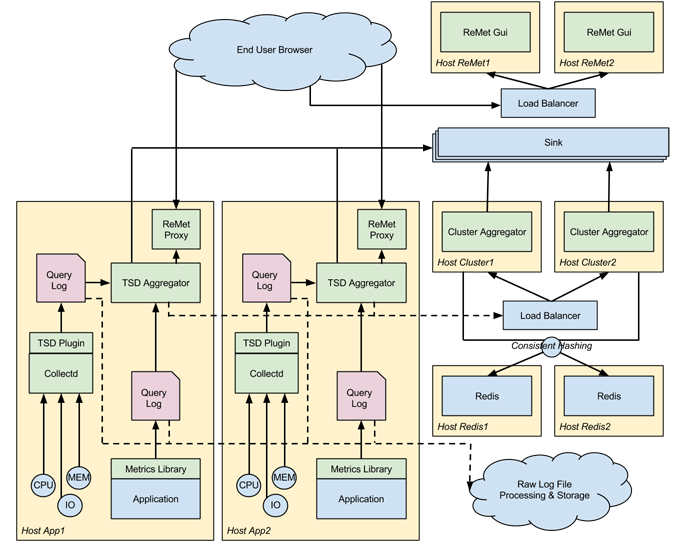 End User Browser
ReMet Gui
ReMet Gui
Host ReMet1
Host ReMet2
Load Balancer
Sink
ReMet
Proxy
ReMet
Proxy
Cluster Aggregator
Cluster Aggregator
Host Cluster1
Host Cluster2
Query
Log
TSD Aggregator
Query
Log
TSD Aggregator
Load Balancer
TSD Plugin
Collectd
TSD Plugin
Collectd
Consistent Hashing
Query
Log
Query
Log
Redis
Redis
Host Redis1
Host Redis2
CPU
MEM
IO
Metrics Library
Application
CPU
MEM
IO
Metrics Library
Application
Raw Log File
Processing & Storage
Host App1
Host App2